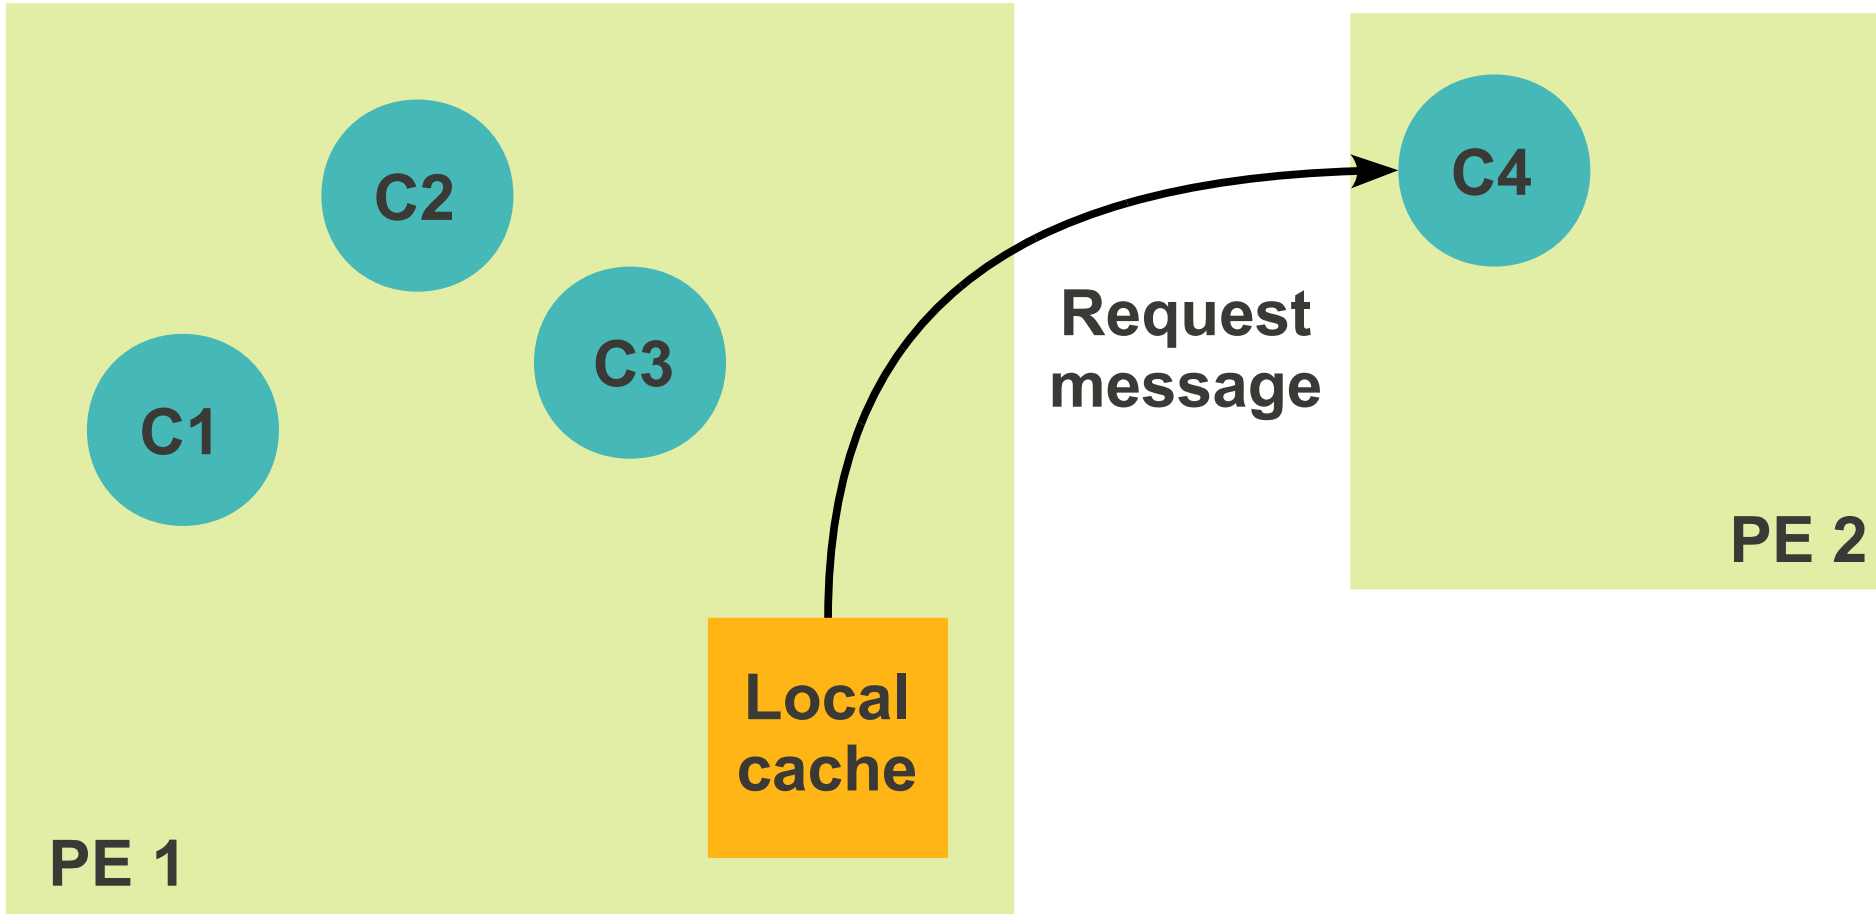 C2
C3
C1
Local
cache
PE 1
Request
message
C4
PE 2